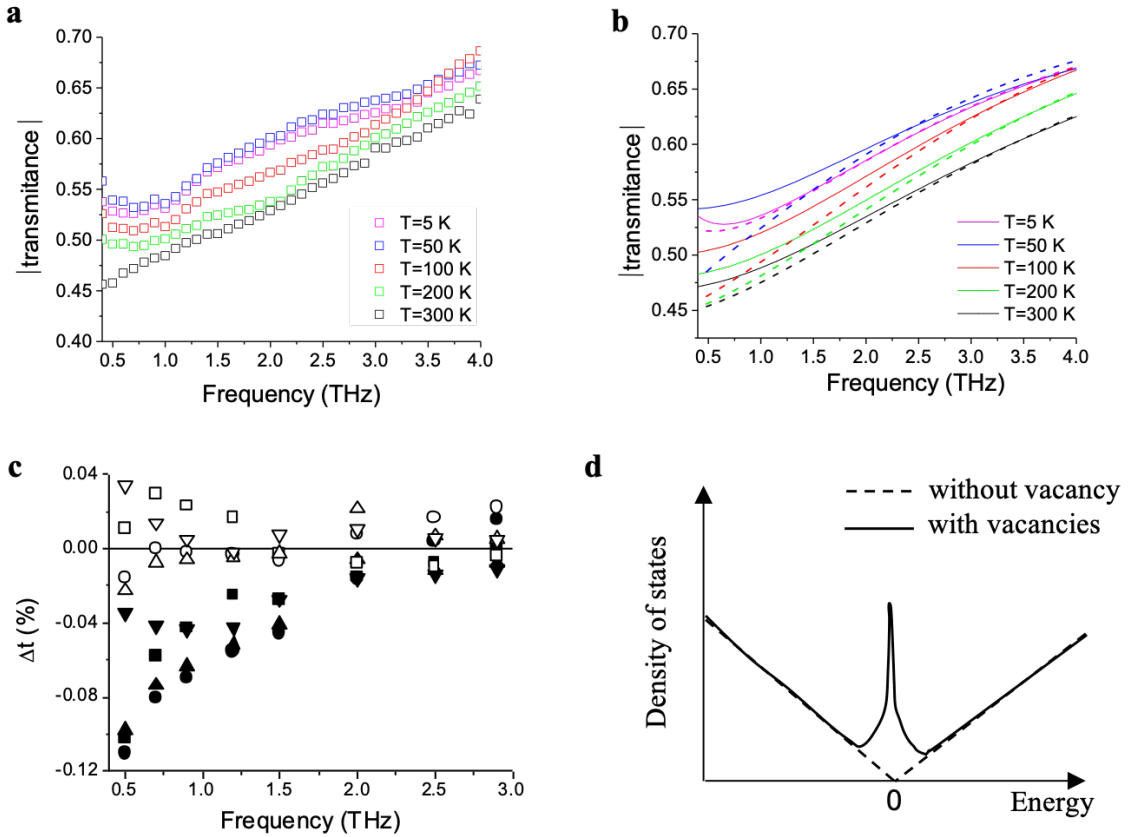 a
0.70
0.65
0.60
0.55
0.50
0.45
0.40
|transmitance|
T=5 K
T=50 K
T=100 K
T=200 K
T=300 K
0.5 1.0 1.5 2.0 2.5 3.0 3.5 4.0
Frequency (THz)
b
0.70
0.65
0.60
0.55
0.50
0.45
|transmitance|
T=5 K
T=50 K
T=100 K
T=200 K
T=300 K
0.5 1.0 1.5 2.0 2.5 3.0 3.5 4.0
Frequency (THz)
c
0.04
0.00
-0.04
-0.08
-0.12
Δt (%)
0.5 1.0 1.5 2.0 2.5 3.0
Frequency (THz)
d
without vacancy
with vacancies
Density of states
0
Energy